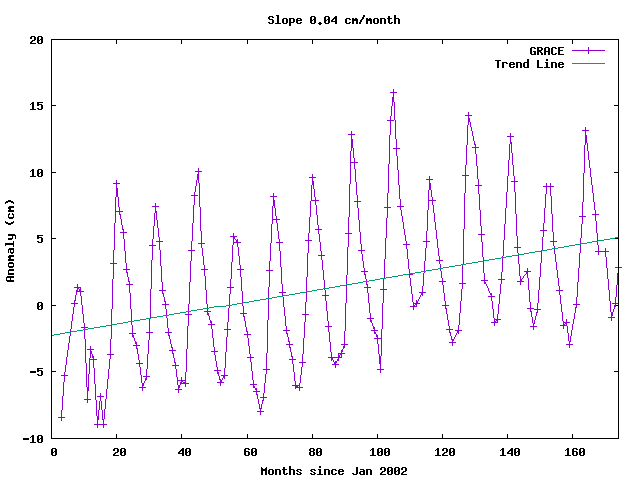 Slope 0.04 cm/month
GRACE
Trend Line
20
15
10
5
0
-5
-10
Anomaly (cm)
0 20 40 60 80 100 120 140 160
Months since Jan 2002